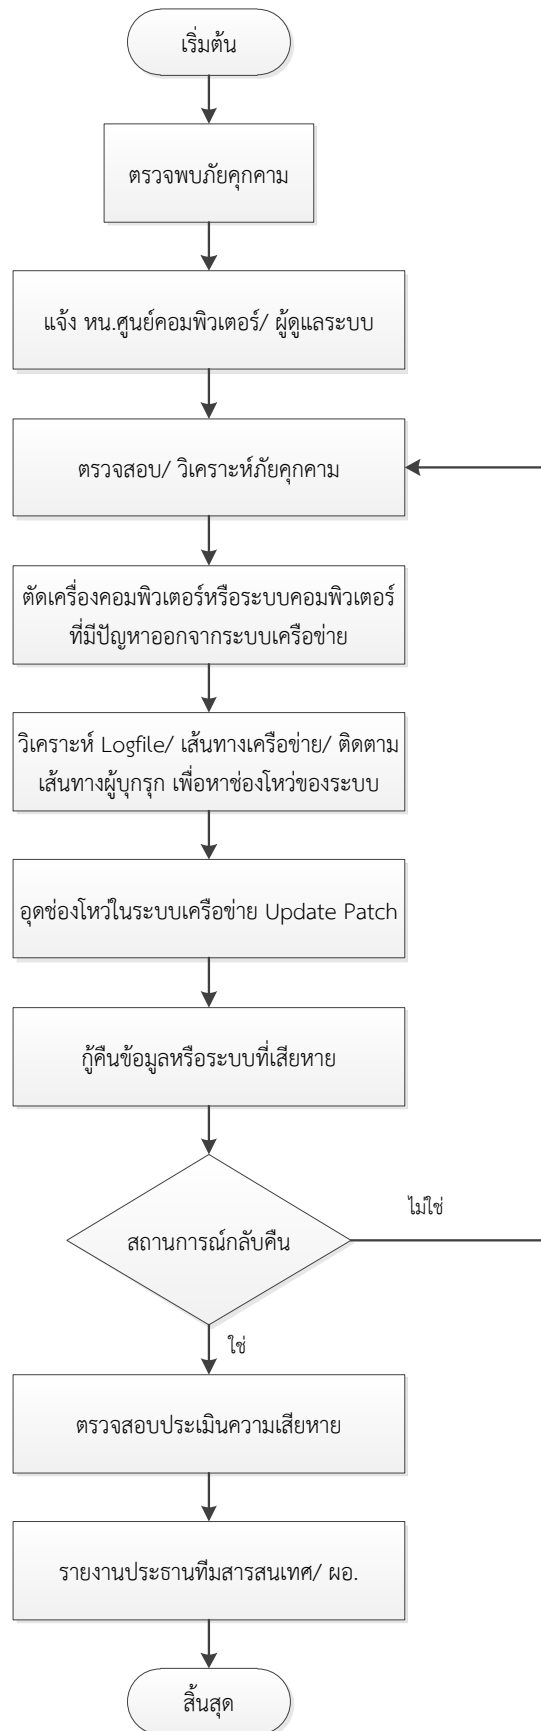 เริ่มต้น
ตรวจพบภัยคุกคาม
แจ้ง หน.ศูนย์คอมพิวเตอร์/ ผู้ดูแลระบบ
ตรวจสอบ/ วิเคราะห์ภัยคุกคาม
ตัดเครื่องคอมพิวเตอร์หรือระบบคอมพิวเตอร์
ที่มีปัญหาออกจากระบบเครือข่าย
วิเคราะห์ Logfile/ เส้นทางเครือข่าย/ ติดตาม
เส้นทางผู้บุกรุก เพื่อหาช่องโหว่ของระบบ
อุดช่องโหว่ในระบบเครือข่าย Update Patch
กู้คืนข้อมูลหรือระบบที่เสียหาย
ไม่ใช่
สถานการณ์กลับคืน
ใช่
ตรวจสอบประเมินความเสียหาย
รายงานประธานทีมสารสนเทศ/ ผอ.
สิ้นสุด